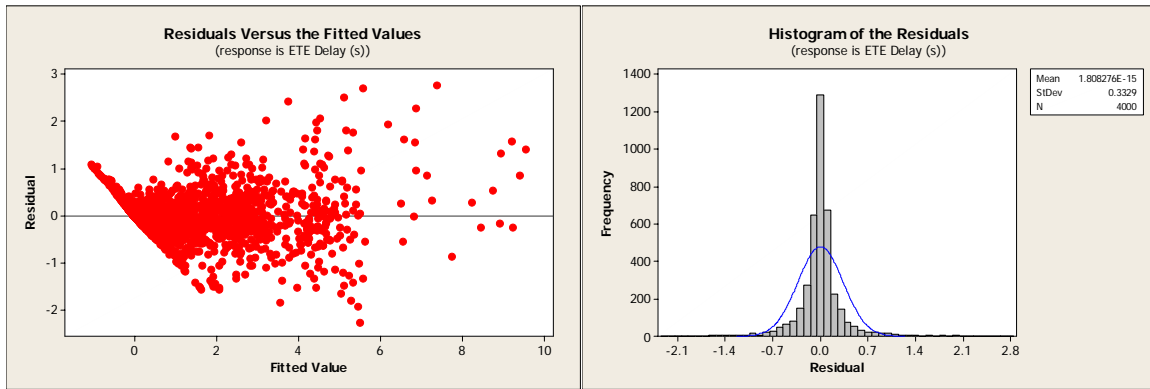 Residuals Versus the Fitted Values
(response is ETE Delay (s))
3
2
1
0
-1
-2
Residual
0 2 4 6 8 10
Fitted Value
Histogram of the Residuals
(response is ETE Delay (s))
1400
1200
1000
800
600
400
200
0
Frequency
-2.1 -1.4 -0.7 0.0 0.7 1.4 2.1 2.8
Residual
Mean 1.808276E-15
StDev 0.3329
N 4000